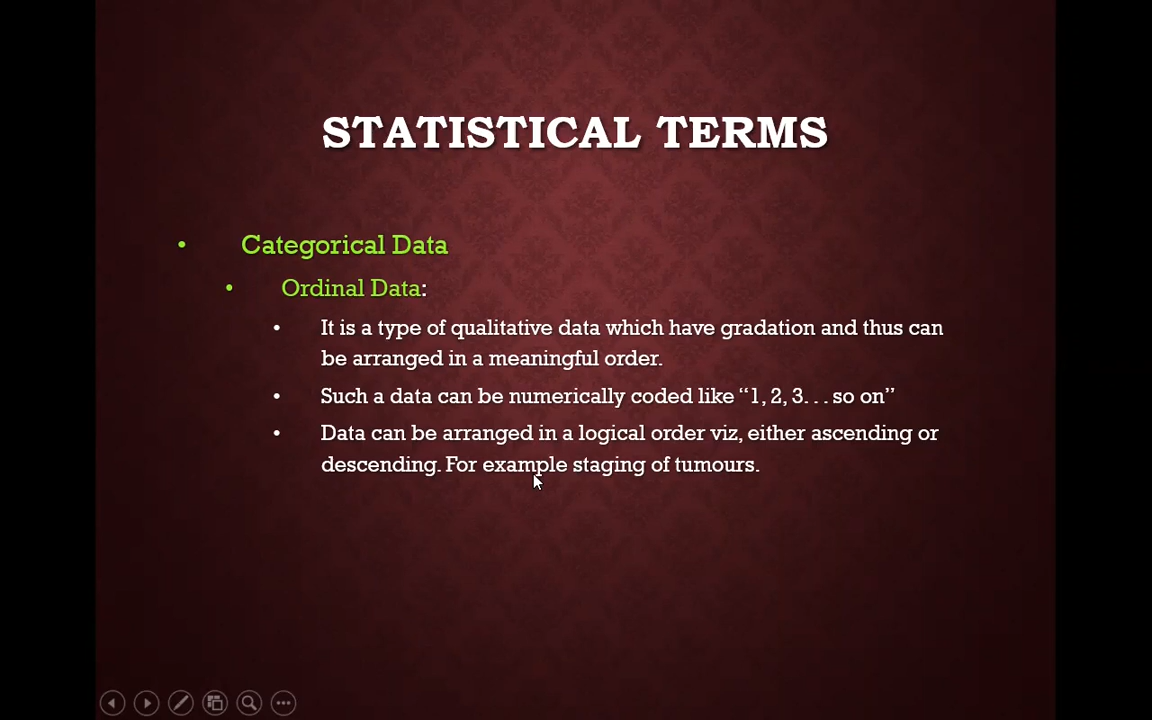 STATISTICAL TERMS
• Categorical Data
• Ordinal Data:
• It is a type of qualitative data which have gradation and thus can
be arranged in a meaningful order.
• Such a data can be numerically coded like “1, 2, 3. . . so on”
• Data can be arranged in a logical order viz, either ascending or
descending. For example staging of tumours.